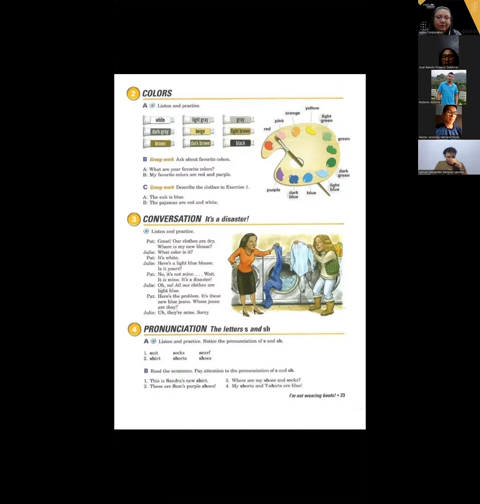 2 COLORS
A Listen and practice.
white light gray gray
dark gray beige light brown
brown dark brown black
yellow
orange
light
green
pink
red
green
dark
green
light
blue
blue
dark
blue
purple
B Group work Ask about favorite colors.
A: What are your favorite colors?
B: My favorite colors are red and purple.
C Group work Describe the clothes in Exercise 1.
A: The suit is blue.
B: The pajamas are red and white.
3 CONVERSATION It's a disaster!
Listen and practice.
Pat: Great! Our clothes are dry.
Where is my new blouse?
Julie: What color is it?
Pat: It's white.
Julie: Here's a light blue blouse.
Is it yours?
Pat: No, it's not mine. . . . Wait.
It is mine. It's a disaster!
Julie: Oh, no! All our clothes are
light blue.
Pat: Here's the problem. It's these
new blue jeans. Whose jeans
are they?
Julie: Uh, they're mine. Sorry.
4 PRONUNCIATION The letters s and sh
A Listen and practice. Notice the pronunciation of s and sh.
1. suit socks scarf
2. shirt shorts shoes
B Read the sentences. Pay attention to the pronunciation of s and sh.
1. This is Sandra's new shirt. 3. Where are my shoes and socks?
2. These are Sam's purple shoes! 4. My shorts and T-shirts are blue!
I'm not wearing boots! • 23